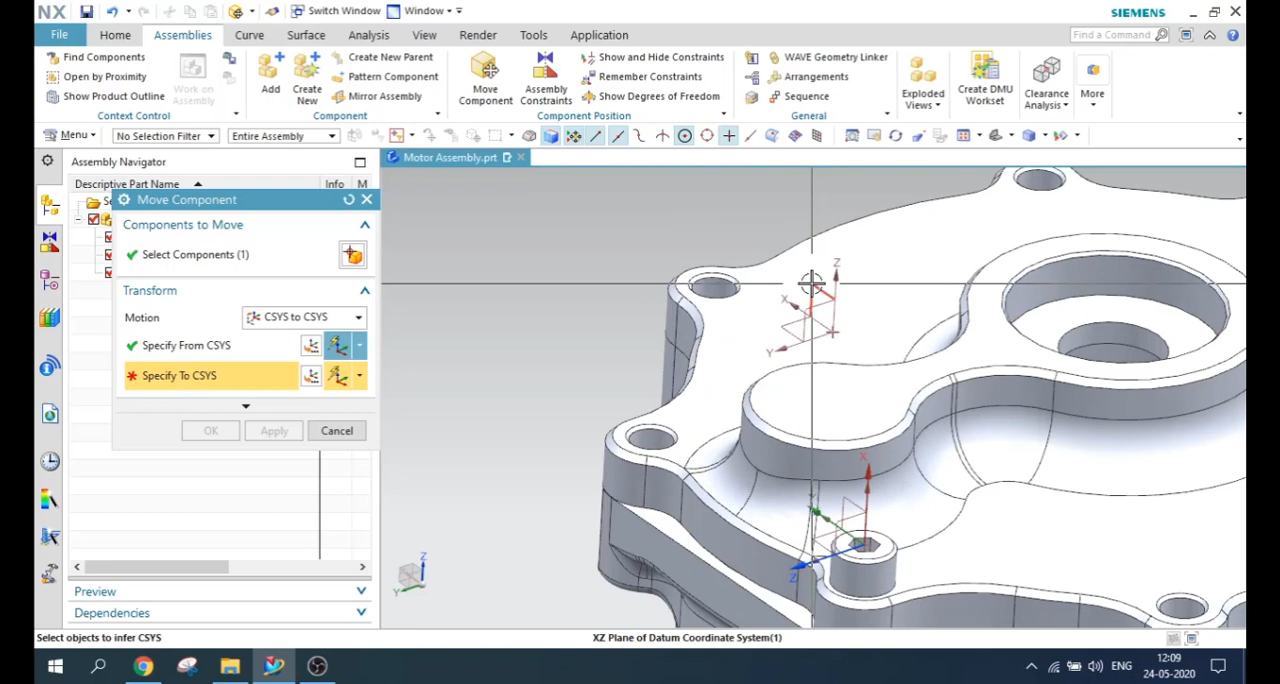 NX
Switch Window
Window
SIEMENS
File
Home
Assemblies
Curve
Surface
Analysis
View
Render
Tools
Application
Find a Command
Find Components
Open by Proximity
Show Product Outline
Work on Assembly
Context Control
Add
Create New
Create New Parent
Pattern Component
Mirror Assembly
Component
Move Component
Assembly Constraints
Show and Hide Constraints
Remember Constraints
Show Degrees of Freedom
Component Position
WAVE Geometry Linker
Arrangements
Sequence
General
Exploded Views
Create DMU Workset
Clearance Analysis
More
Menu
No Selection Filter
Entire Assembly
Assembly Navigator
Motor Assembly.prt
Descriptive Part Name
Info
M
Move Component
Components to Move
Select Components (1)
Transform
Motion
CSYS to CSYS
Specify From CSYS
Specify To CSYS
OK
Apply
Cancel
Preview
Dependencies
Z
X
Y
X
Y
Z
Z
Y
Select objects to infer CSYS
XZ Plane of Datum Coordinate System(1)
ENG
12:09
24-05-2020